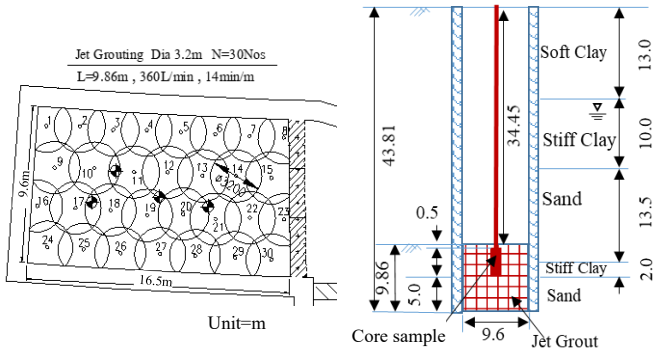 Jet Grouting Dia 3.2m N=30Nos
L=9.86m , 360L/min , 14min/m
1 2 3 4 5 6 7 8
9 10 11 12 13 14 15
ø3200
16 17 18 19 20 21 22 23
24 25 26 27 28 29 30
9.6m
16.5m
Unit=m
43.81
34.45
0.5
9.86
5.0
9.6
Core sample
Jet Grout
Soft Clay
13.0
Stiff Clay
10.0
Sand
13.5
Stiff Clay
2.0
Sand